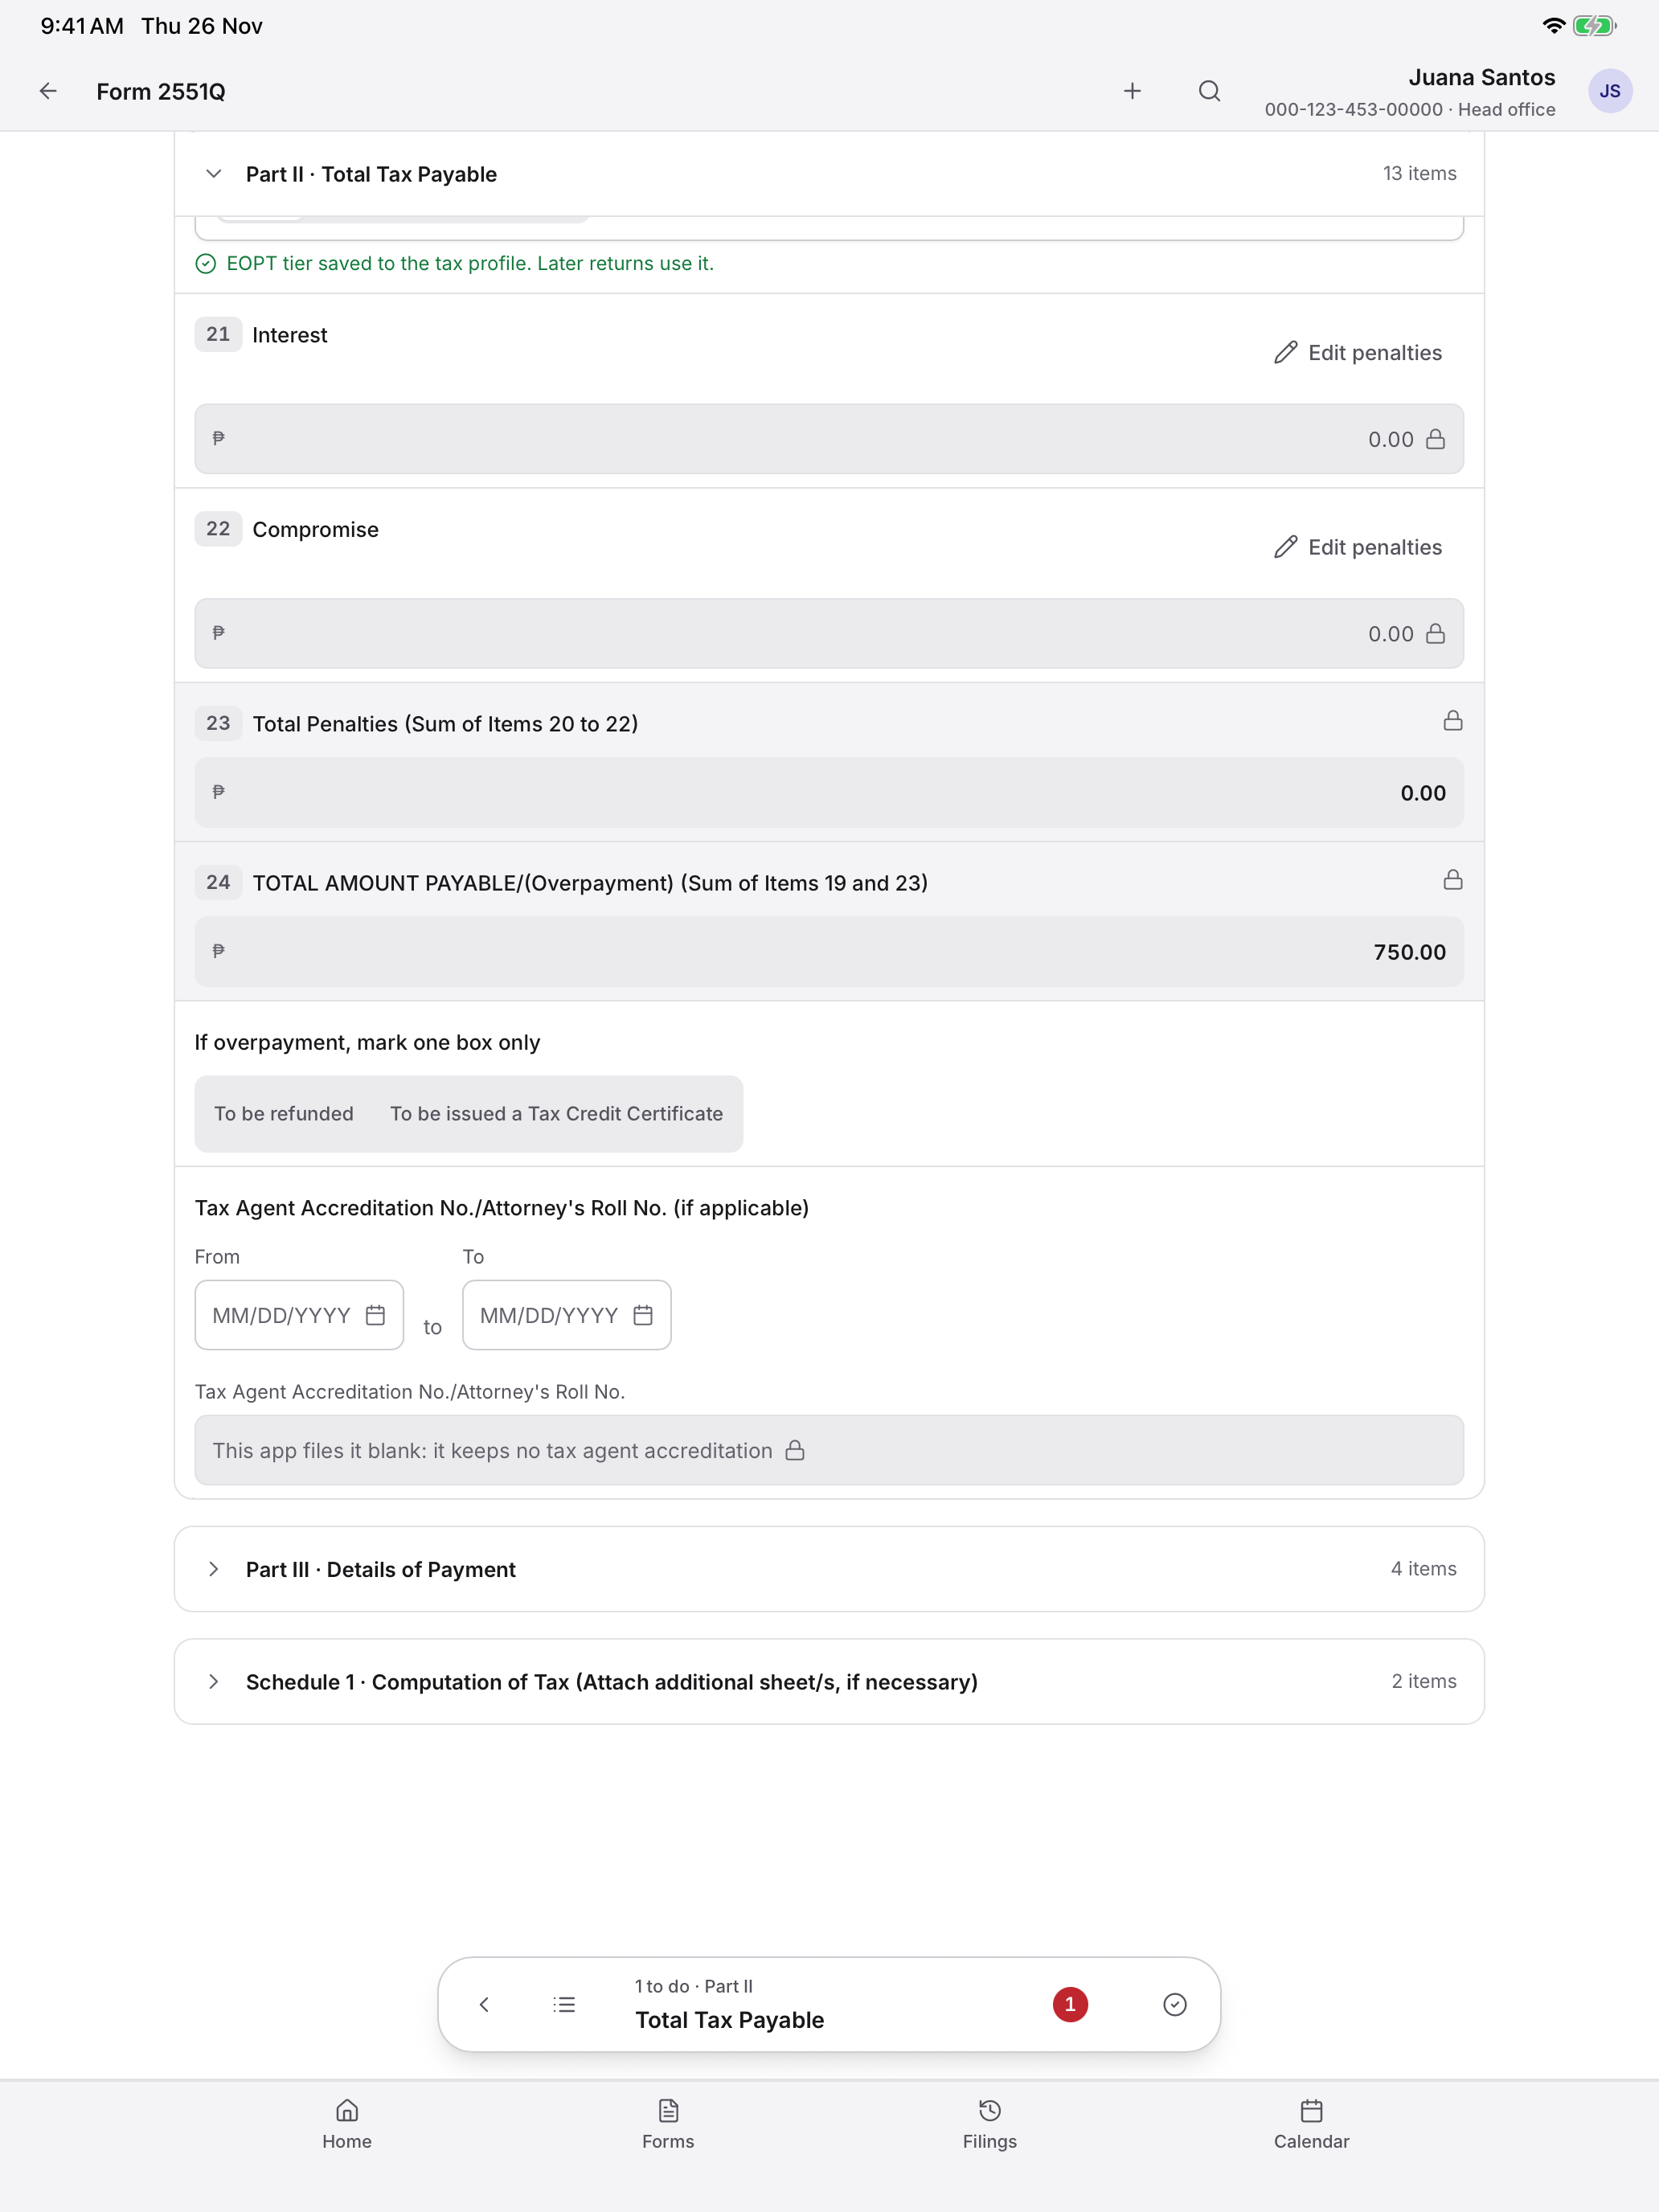 9:41 AM Thu 26 Nov
Form 2551Q
Juana Santos
000-123-453-00000 · Head office
JS
Part II · Total Tax Payable
13 items
EOPT tier saved to the tax profile. Later returns use it.
21 Interest
Edit penalties
₱ 0.00
22 Compromise
Edit penalties
₱ 0.00
23 Total Penalties (Sum of Items 20 to 22)
₱ 0.00
24 TOTAL AMOUNT PAYABLE/(Overpayment) (Sum of Items 19 and 23)
₱ 750.00
If overpayment, mark one box only
To be refunded To be issued a Tax Credit Certificate
Tax Agent Accreditation No./Attorney's Roll No. (if applicable)
From To
MM/DD/YYYY to MM/DD/YYYY
Tax Agent Accreditation No./Attorney's Roll No.
This app files it blank: it keeps no tax agent accreditation
Part III · Details of Payment
4 items
Schedule 1 · Computation of Tax (Attach additional sheet/s, if necessary)
2 items
1 to do · Part II
Total Tax Payable
1
Home Forms Filings Calendar